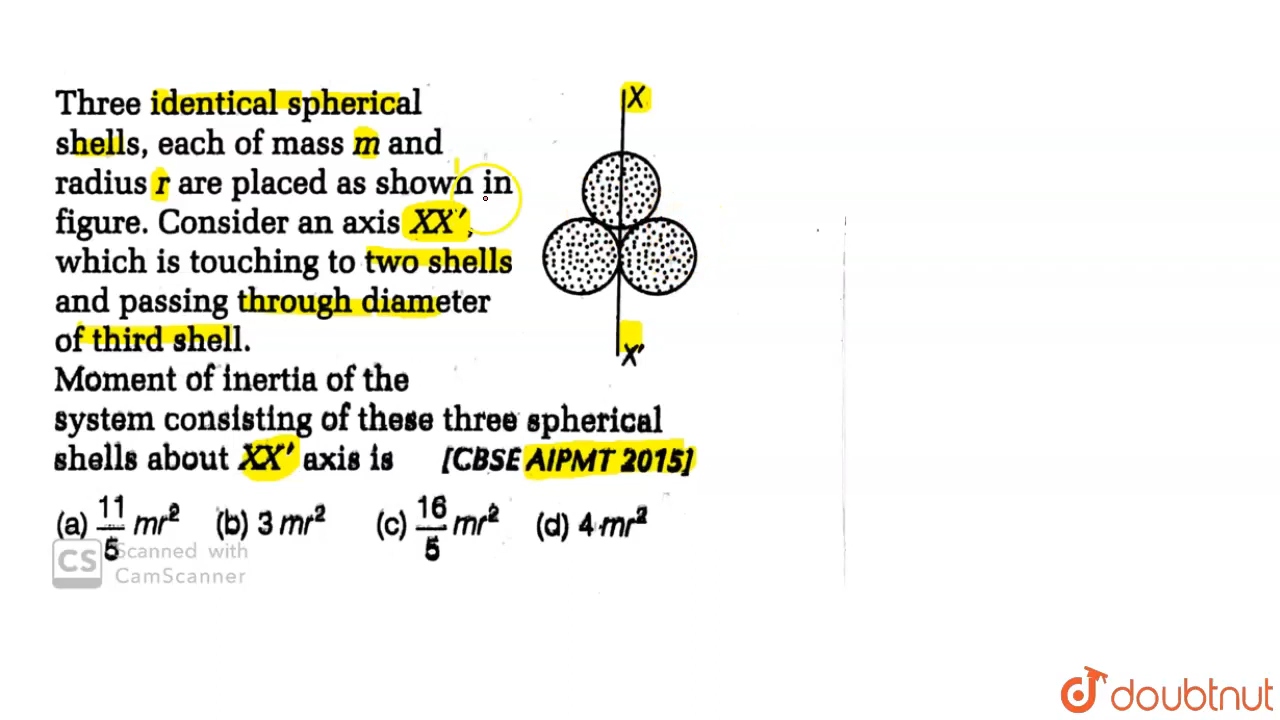 Three identical spherical
shells, each of mass m and
radius r are placed as shown in
figure. Consider an axis XX′,
which is touching to two shells
and passing through diameter
of third shell.
Moment of inertia of the
system consisting of these three spherical
shells about XX′ axis is [CBSE AIPMT 2015]
(a) 11/5 mr² (b) 3 mr² (c) 16/5 mr² (d) 4 mr²
X
X′
CS Scanned with
CamScanner
doubtnut